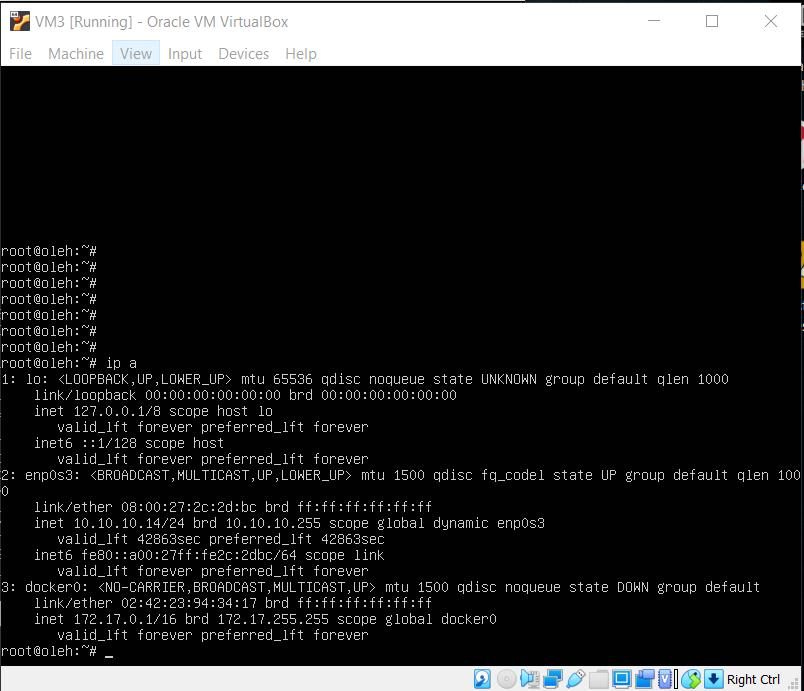 VM3 [Running] - Oracle VM VirtualBox
File Machine View Input Devices Help
root@oleh:~#
root@oleh:~#
root@oleh:~#
root@oleh:~#
root@oleh:~#
root@oleh:~#
root@oleh:~#
root@oleh:~# ip a
1: lo: <LOOPBACK,UP,LOWER_UP> mtu 65536 qdisc noqueue state UNKNOWN group default qlen 1000
    link/loopback 00:00:00:00:00:00 brd 00:00:00:00:00:00
    inet 127.0.0.1/8 scope host lo
       valid_lft forever preferred_lft forever
    inet6 ::1/128 scope host
       valid_lft forever preferred_lft forever
2: enp0s3: <BROADCAST,MULTICAST,UP,LOWER_UP> mtu 1500 qdisc fq_codel state UP group default qlen 100
0
    link/ether 08:00:27:2c:2d:bc brd ff:ff:ff:ff:ff:ff
    inet 10.10.10.14/24 brd 10.10.10.255 scope global dynamic enp0s3
       valid_lft 42863sec preferred_lft 42863sec
    inet6 fe80::a00:27ff:fe2c:2dbc/64 scope link
       valid_lft forever preferred_lft forever
3: docker0: <NO-CARRIER,BROADCAST,MULTICAST,UP> mtu 1500 qdisc noqueue state DOWN group default
    link/ether 02:42:23:94:34:17 brd ff:ff:ff:ff:ff:ff
    inet 172.17.0.1/16 brd 172.17.255.255 scope global docker0
       valid_lft forever preferred_lft forever
root@oleh:~# _
Right Ctrl